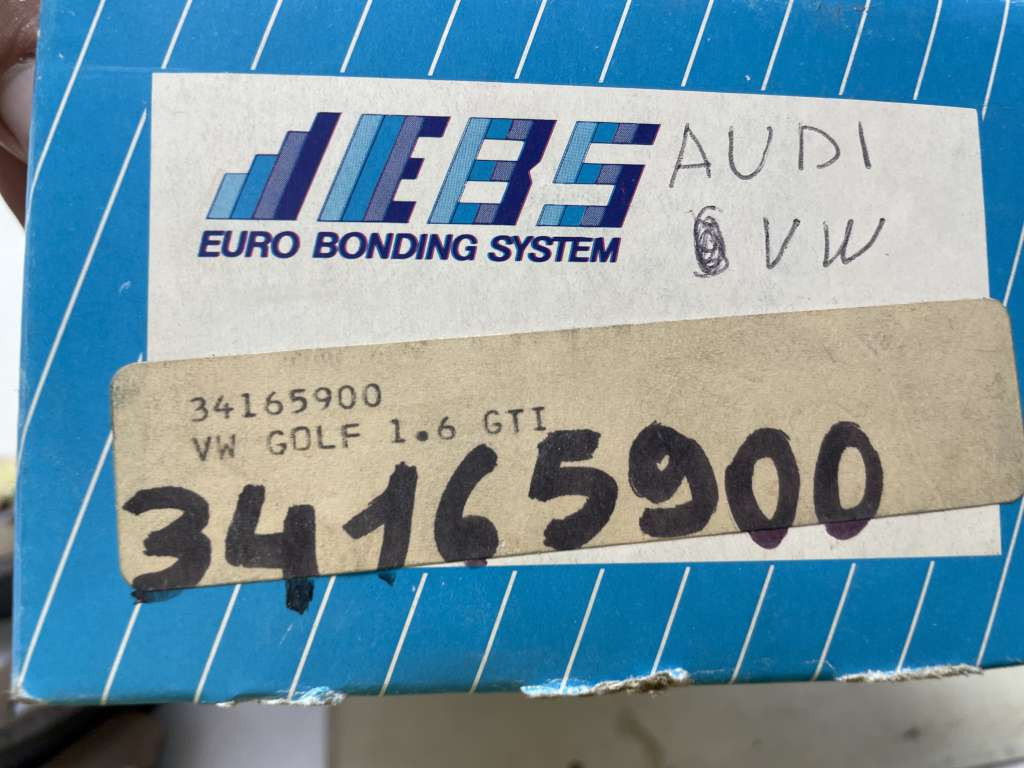 EBS
AUDI
EURO BONDING SYSTEM
VW
34165900
VW GOLF 1.6 GTI
34165900